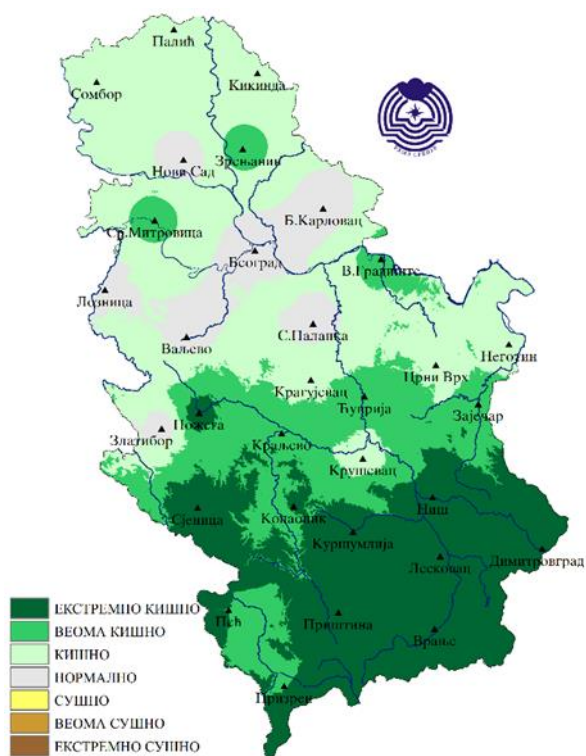 Палић
Кикинда
Сомбор
Зрењанин
Нови Сад
Б.Карловац
Ср.Митровица
Београд
В.Градиште
Лозница
С.Паланка
Ваљево
Неготин
Црни Врх
Крагујевац
Ћуприја
Зајечар
Пожега
Златибор
Краљево
Крушевац
Ниш
Сјеница
Копаоник
Куршумлија
Димитровград
Лесковац
Пећ
Приштина
Врање
Призрен
ЕКСТРЕМНО КИШНО
ВЕОМА КИШНО
КИШНО
НОРМАЛНО
СУШНО
ВЕОМА СУШНО
ЕКСТРЕМНО СУШНО